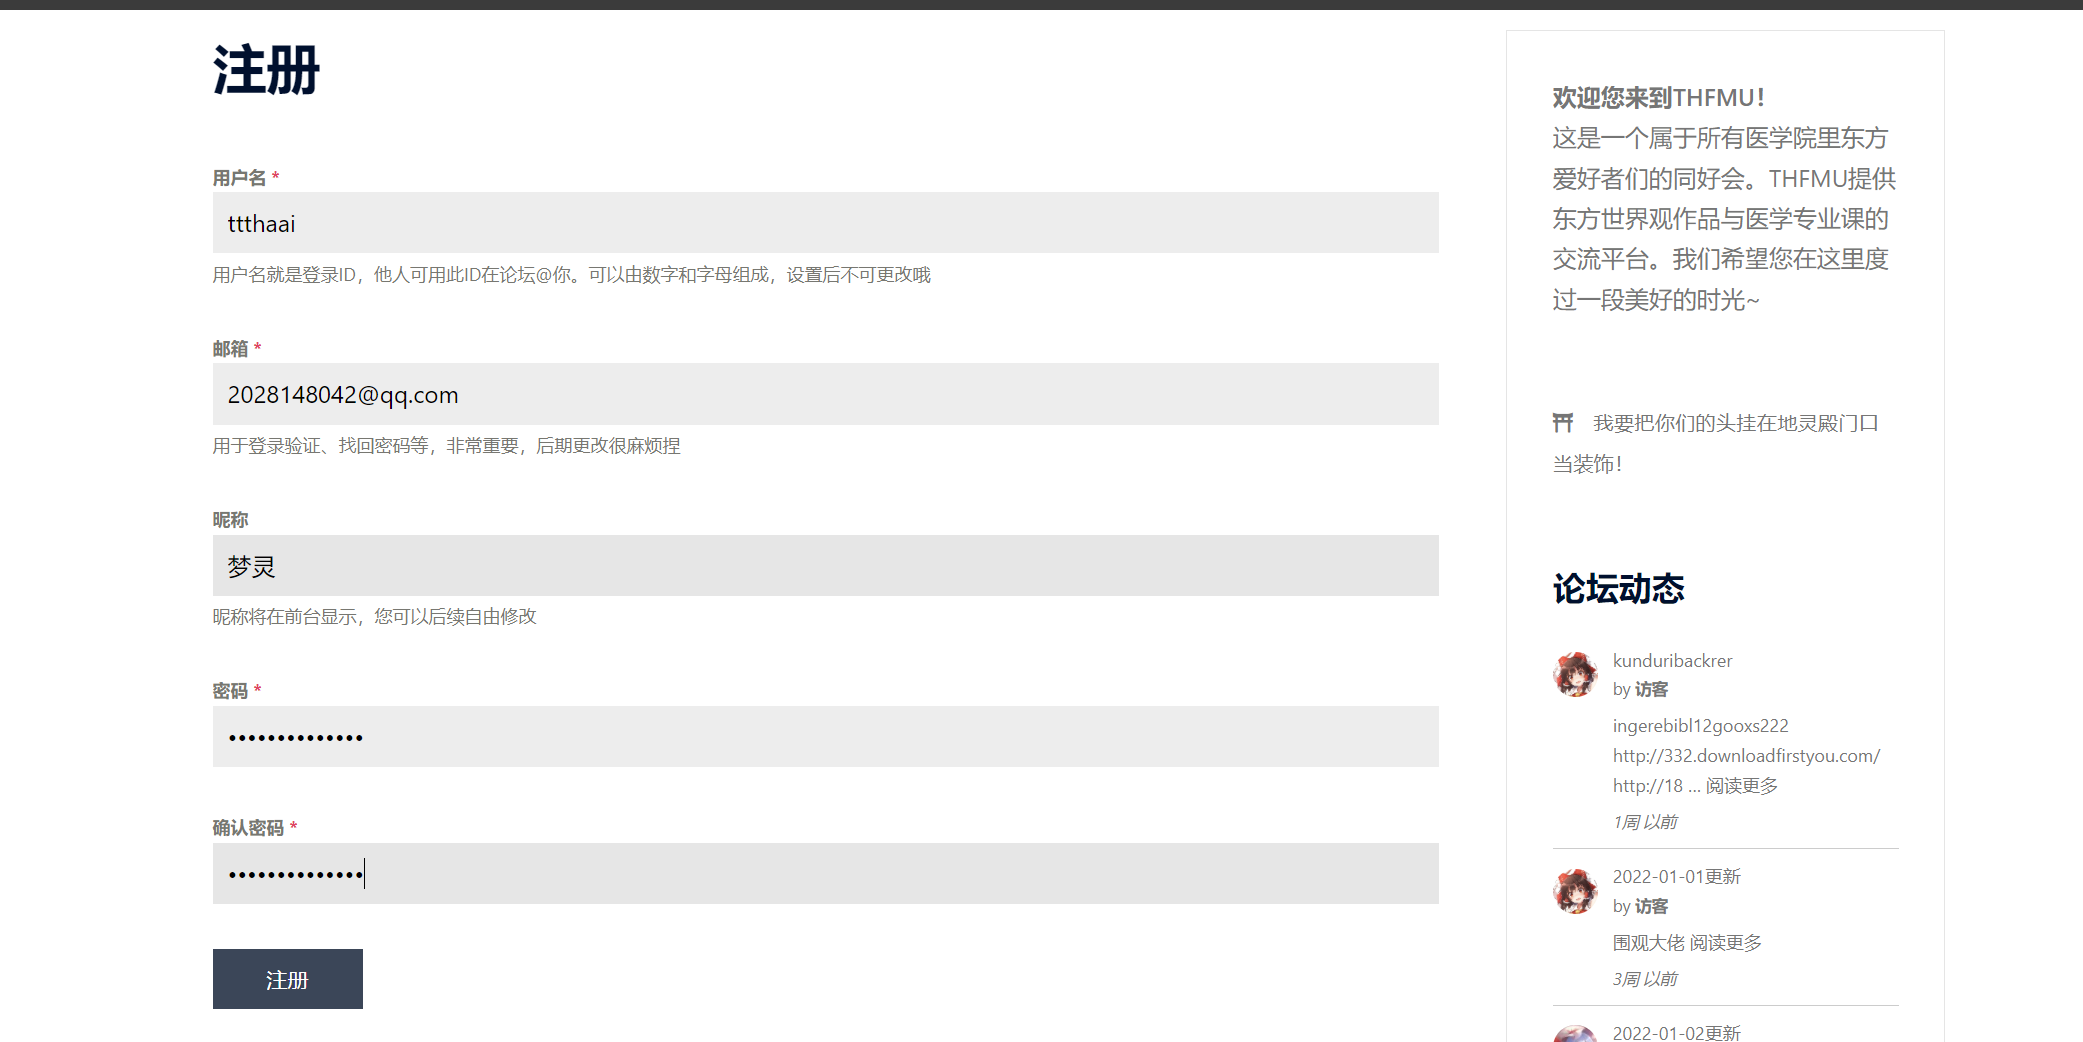 注册
用户名 *
ttthaai
用户名就是登录ID，他人可用此ID在论坛@你。可以由数字和字母组成，设置后不可更改哦
邮箱 *
2028148042@qq.com
用于登录验证、找回密码等，非常重要，后期更改很麻烦捏
昵称
梦灵
昵称将在前台显示，您可以后续自由修改
密码 *
••••••••••••••
确认密码 *
••••••••••••••
注册
欢迎您来到THFMU！
这是一个属于所有医学院里东方
爱好者们的同好会。THFMU提供
东方世界观作品与医学专业课的
交流平台。我们希望您在这里度
过一段美好的时光~
我要把你们的头挂在地灵殿门口
当装饰！
论坛动态
kunduribackrer
by 访客
ingerebibl12gooxs222
http://332.downloadfirstyou.com/
http://18 ... 阅读更多
1周 以前
2022-01-01更新
by 访客
围观大佬 阅读更多
3周 以前
2022-01-02更新